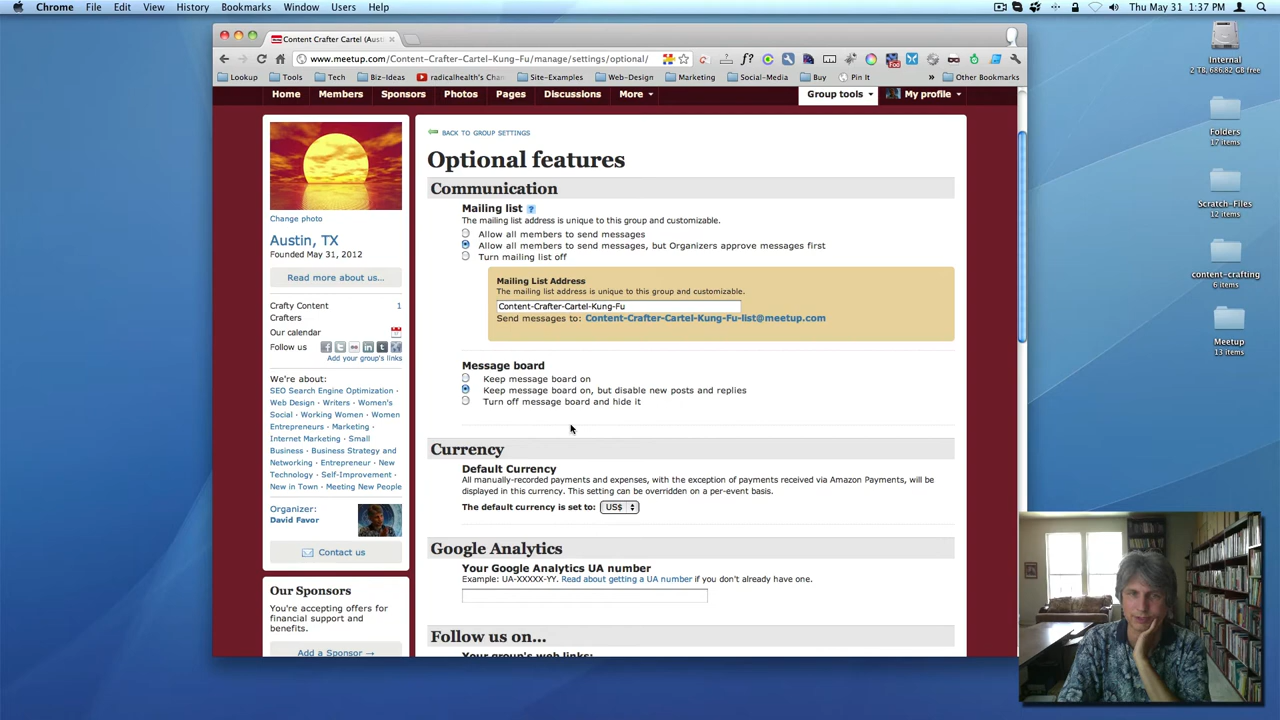 Chrome File Edit View History Bookmarks Window Users Help Thu May 31 1:37 PM
Content Crafter Cartel (Aust
www.meetup.com/Content-Crafter-Cartel-Kung-Fu/manage/settings/optional/
Lookup Tools Tech Biz-Ideas radicalhealth's Chan Site-Examples Web-Design Marketing Social-Media Buy Pin It » Other Bookmarks
Home Members Sponsors Photos Pages Discussions More Group tools My profile
BACK TO GROUP SETTINGS
Optional features
Communication
Mailing list ?
The mailing list address is unique to this group and customizable.
Allow all members to send messages
Allow all members to send messages, but Organizers approve messages first
Turn mailing list off
Mailing List Address
The mailing list address is unique to this group and customizable.
Content-Crafter-Cartel-Kung-Fu
Send messages to: Content-Crafter-Cartel-Kung-Fu-list@meetup.com
Message board
Keep message board on
Keep message board on, but disable new posts and replies
Turn off message board and hide it
Currency
Default Currency
All manually-recorded payments and expenses, with the exception of payments received via Amazon Payments, will be
displayed in this currency. This setting can be overridden on a per-event basis.
The default currency is set to: US$
Google Analytics
Your Google Analytics UA number
Example: UA-XXXXX-YY. Read about getting a UA number if you don't already have one.
Follow us on...
Your group's web links:
Change photo
Austin, TX
Founded May 31, 2012
Read more about us...
Crafty Content 1
Crafters
Our calendar
Follow us
Add your group's links
We're about:
SEO Search Engine Optimization ·
Web Design · Writers · Women's
Social · Working Women · Women
Entrepreneurs · Marketing ·
Internet Marketing · Small
Business · Business Strategy and
Networking · Entrepreneur · New
Technology · Self-Improvement ·
New in Town · Meeting New People
Organizer:
David Favor
Contact us
Our Sponsors
You're accepting offers for
financial support and
benefits.
Add a Sponsor →
Internal
2 TB, 686.82 GB free
Folders
17 items
Scratch-Files
12 items
content-crafting
6 items
Meetup
13 items